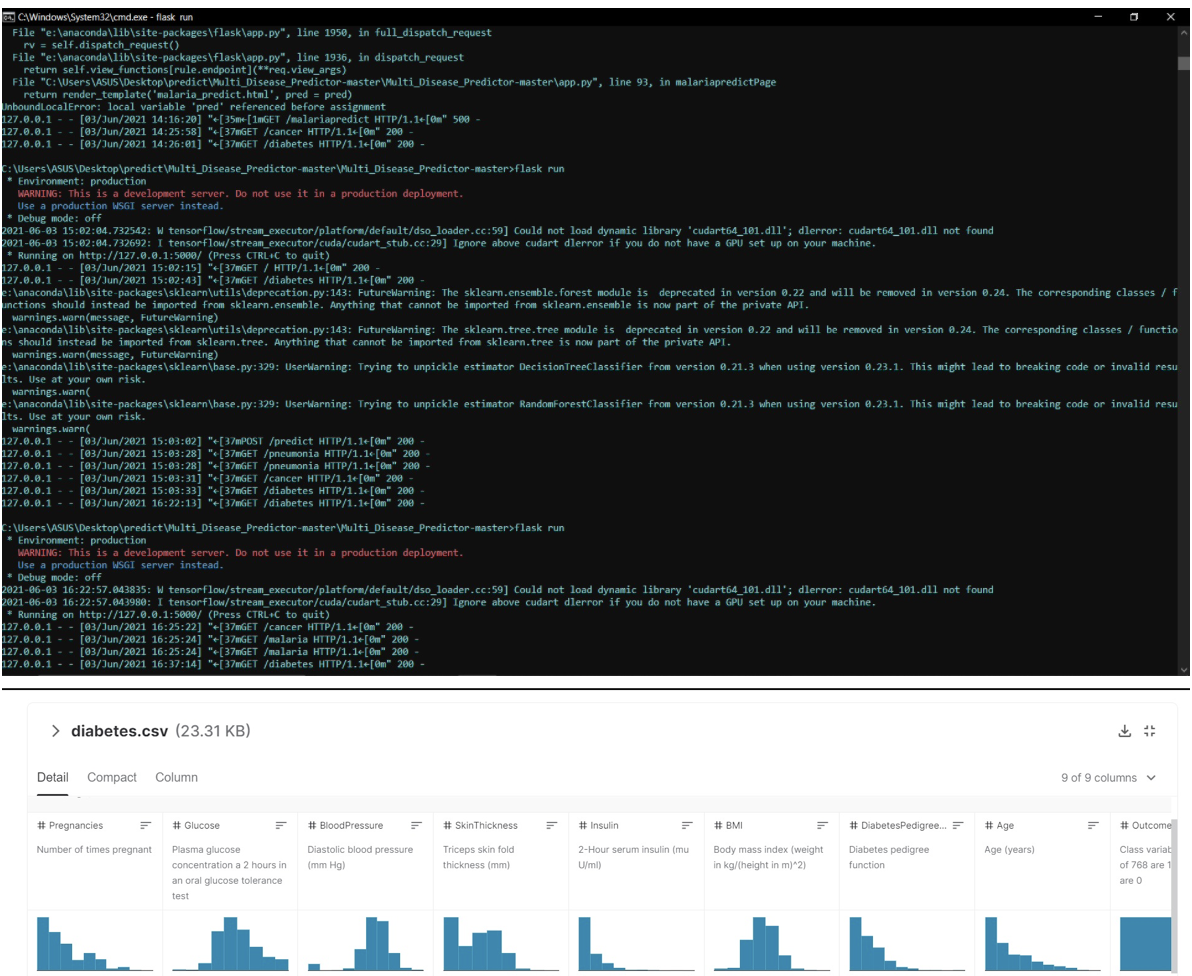 C:\Windows\System32\cmd.exe - flask run
File "e:\anaconda\lib\site-packages\flask\app.py", line 1950, in full_dispatch_request
rv = self.dispatch_request()
File "e:\anaconda\lib\site-packages\flask\app.py", line 1936, in dispatch_request
return self.view_functions[rule.endpoint](**req.view_args)
File "C:\Users\ASUS\Desktop\predict\Multi_Disease_Predictor-master\Multi_Disease_Predictor-master\app.py", line 93, in malariapredictPage
return render_template('malaria_predict.html', pred = pred)
UnboundLocalError: local variable 'pred' referenced before assignment
127.0.0.1 - - [03/Jun/2021 14:16:20] "←[35m←[1mGET /malariapredict HTTP/1.1←[0m" 500 -
127.0.0.1 - - [03/Jun/2021 14:25:58] "←[37mGET /cancer HTTP/1.1←[0m" 200 -
127.0.0.1 - - [03/Jun/2021 14:26:01] "←[37mGET /diabetes HTTP/1.1←[0m" 200 -
C:\Users\ASUS\Desktop\predict\Multi_Disease_Predictor-master\Multi_Disease_Predictor-master>flask run
* Environment: production
WARNING: This is a development server. Do not use it in a production deployment.
Use a production WSGI server instead.
* Debug mode: off
2021-06-03 15:02:04.732542: W tensorflow/stream_executor/platform/default/dso_loader.cc:59] Could not load dynamic library 'cudart64_101.dll'; dlerror: cudart64_101.dll not found
2021-06-03 15:02:04.732692: I tensorflow/stream_executor/cuda/cudart_stub.cc:29] Ignore above cudart dlerror if you do not have a GPU set up on your machine.
* Running on http://127.0.0.1:5000/ (Press CTRL+C to quit)
127.0.0.1 - - [03/Jun/2021 15:02:15] "←[37mGET / HTTP/1.1←[0m" 200 -
127.0.0.1 - - [03/Jun/2021 15:02:43] "←[37mGET /diabetes HTTP/1.1←[0m" 200 -
e:\anaconda\lib\site-packages\sklearn\utils\deprecation.py:143: FutureWarning: The sklearn.ensemble.forest module is  deprecated in version 0.22 and will be removed in version 0.24. The corresponding classes / f
unctions should instead be imported from sklearn.ensemble. Anything that cannot be imported from sklearn.ensemble is now part of the private API.
warnings.warn(message, FutureWarning)
e:\anaconda\lib\site-packages\sklearn\utils\deprecation.py:143: FutureWarning: The sklearn.tree.tree module is  deprecated in version 0.22 and will be removed in version 0.24. The corresponding classes / functio
ns should instead be imported from sklearn.tree. Anything that cannot be imported from sklearn.tree is now part of the private API.
warnings.warn(message, FutureWarning)
e:\anaconda\lib\site-packages\sklearn\base.py:329: UserWarning: Trying to unpickle estimator DecisionTreeClassifier from version 0.21.3 when using version 0.23.1. This might lead to breaking code or invalid resu
lts. Use at your own risk.
warnings.warn(
e:\anaconda\lib\site-packages\sklearn\base.py:329: UserWarning: Trying to unpickle estimator RandomForestClassifier from version 0.21.3 when using version 0.23.1. This might lead to breaking code or invalid resu
lts. Use at your own risk.
warnings.warn(
127.0.0.1 - - [03/Jun/2021 15:03:02] "←[37mPOST /predict HTTP/1.1←[0m" 200 -
127.0.0.1 - - [03/Jun/2021 15:03:28] "←[37mGET /pneumonia HTTP/1.1←[0m" 200 -
127.0.0.1 - - [03/Jun/2021 15:03:28] "←[37mGET /pneumonia HTTP/1.1←[0m" 200 -
127.0.0.1 - - [03/Jun/2021 15:03:31] "←[37mGET /cancer HTTP/1.1←[0m" 200 -
127.0.0.1 - - [03/Jun/2021 15:03:33] "←[37mGET /diabetes HTTP/1.1←[0m" 200 -
127.0.0.1 - - [03/Jun/2021 16:22:13] "←[37mGET /diabetes HTTP/1.1←[0m" 200 -
C:\Users\ASUS\Desktop\predict\Multi_Disease_Predictor-master\Multi_Disease_Predictor-master>flask run
* Environment: production
WARNING: This is a development server. Do not use it in a production deployment.
Use a production WSGI server instead.
* Debug mode: off
2021-06-03 16:22:57.043835: W tensorflow/stream_executor/platform/default/dso_loader.cc:59] Could not load dynamic library 'cudart64_101.dll'; dlerror: cudart64_101.dll not found
2021-06-03 16:22:57.043980: I tensorflow/stream_executor/cuda/cudart_stub.cc:29] Ignore above cudart dlerror if you do not have a GPU set up on your machine.
* Running on http://127.0.0.1:5000/ (Press CTRL+C to quit)
127.0.0.1 - - [03/Jun/2021 16:25:22] "←[37mGET /cancer HTTP/1.1←[0m" 200 -
127.0.0.1 - - [03/Jun/2021 16:25:24] "←[37mGET /malaria HTTP/1.1←[0m" 200 -
127.0.0.1 - - [03/Jun/2021 16:25:24] "←[37mGET /malaria HTTP/1.1←[0m" 200 -
127.0.0.1 - - [03/Jun/2021 16:37:14] "←[37mGET /diabetes HTTP/1.1←[0m" 200 -
diabetes.csv (23.31 KB)
Detail Compact Column 9 of 9 columns
# Pregnancies
Number of times pregnant
# Glucose
Plasma glucose
concentration a 2 hours in
an oral glucose tolerance
test
# BloodPressure
Diastolic blood pressure
(mm Hg)
# SkinThickness
Triceps skin fold
thickness (mm)
# Insulin
2-Hour serum insulin (mu
U/ml)
# BMI
Body mass index (weight
in kg/(height in m)^2)
# DiabetesPedigree...
Diabetes pedigree
function
# Age
Age (years)
# Outcome
Class variab
of 768 are 1
are 0